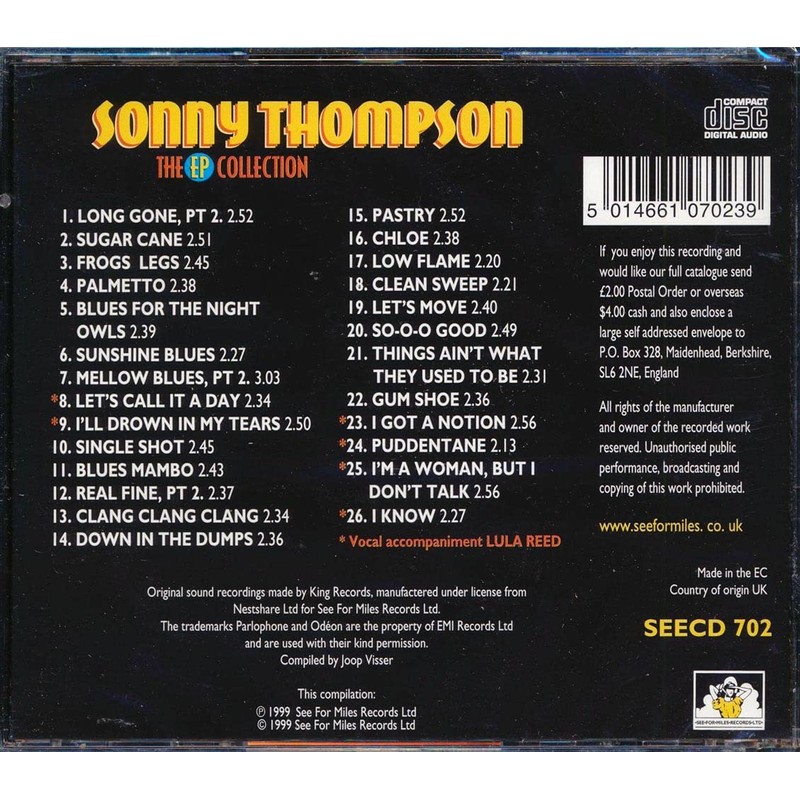 SONNY THOMPSON
THE EP COLLECTION
COMPACT
disc
DIGITAL AUDIO
5 014661 070239
1. LONG GONE, PT 2. 2.52
2. SUGAR CANE 2.51
3. FROGS LEGS 2.45
4. PALMETTO 2.38
5. BLUES FOR THE NIGHT
OWLS 2.39
6. SUNSHINE BLUES 2.27
7. MELLOW BLUES, PT 2. 3.03
*8. LET'S CALL IT A DAY 2.34
*9. I'LL DROWN IN MY TEARS 2.50
10. SINGLE SHOT 2.45
11. BLUES MAMBO 2.43
12. REAL FINE, PT 2. 2.37
13. CLANG CLANG CLANG 2.34
14. DOWN IN THE DUMPS 2.36
15. PASTRY 2.52
16. CHLOE 2.38
17. LOW FLAME 2.20
18. CLEAN SWEEP 2.21
19. LET'S MOVE 2.40
20. SO-O-O GOOD 2.49
21. THINGS AIN'T WHAT
THEY USED TO BE 2.31
22. GUM SHOE 2.36
*23. I GOT A NOTION 2.56
*24. PUDDENTANE 2.13
*25. I'M A WOMAN, BUT I
DON'T TALK 2.56
*26. I KNOW 2.27
* Vocal accompaniment LULA REED
If you enjoy this recording and
would like our full catalogue send
£2.00 Postal Order or overseas
$4.00 cash and also enclose a
large self addressed envelope to
P.O. Box 328, Maidenhead, Berkshire,
SL6 2NE, England
All rights of the manufacturer
and owner of the recorded work
reserved. Unauthorised public
performance, broadcasting and
copying of this work prohibited.
www.seeformiles. co. uk
Made in the EC
Country of origin UK
SEECD 702
Original sound recordings made by King Records, manufactered under license from
Nestshare Ltd for See For Miles Records Ltd.
The trademarks Parlophone and Odéon are the property of EMI Records Ltd
and are used with their kind permission.
Compiled by Joop Visser
This compilation:
℗ 1999 See For Miles Records Ltd
© 1999 See For Miles Records Ltd
•SEE•FOR•MILES•RECORDS•LTD•